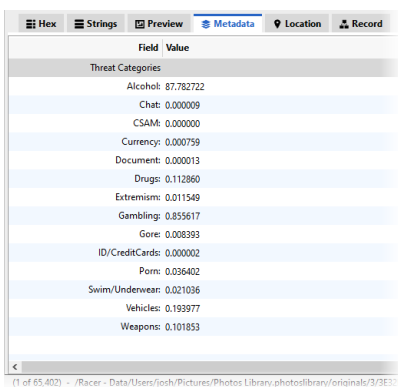 Hex Strings Preview Metadata Location Record
Field Value
Threat Categories
Alcohol: 87.782722
Chat: 0.000009
CSAM: 0.000000
Currency: 0.000759
Document: 0.000013
Drugs: 0.112860
Extremism: 0.011549
Gambling: 0.855617
Gore: 0.008393
ID/CreditCards: 0.000002
Porn: 0.036402
Swim/Underwear: 0.021036
Vehicles: 0.193977
Weapons: 0.101853
(1 of 65,402) - /Racer - Data/Users/josh/Pictures/Photos Library.photoslibrary/originals/3/3E32